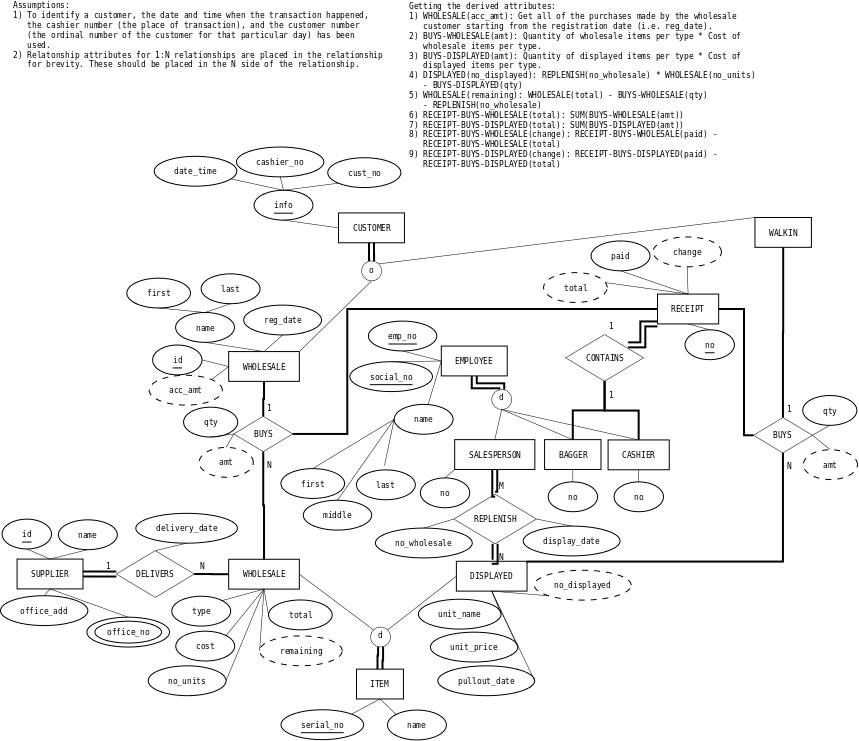 Assumptions:
1) To identify a customer, the date and time when the transaction happened,
the cashier number (the place of transaction), and the customer number
(the ordinal number of the customer for that particular day) has been
used.
2) Relatonship attributes for 1:N relationships are placed in the relationship
for brevity. These should be placed in the N side of the relationship.
Getting the derived attributes:
1) WHOLESALE(acc_amt): Get all of the purchases made by the wholesale
customer starting from the registration date (i.e. reg_date).
2) BUYS-WHOLESALE(amt): Quantity of wholesale items per type * Cost of
wholesale items per type.
3) BUYS-DISPLAYED(amt): Quantity of displayed items per type * Cost of
displayed items per type.
4) DISPLAYED(no_displayed): REPLENISH(no_wholesale) * WHOLESALE(no_units)
- BUYS-DISPLAYED(qty)
5) WHOLESALE(remaining): WHOLESALE(total) - BUYS-WHOLESALE(qty)
- REPLENISH(no_wholesale)
6) RECEIPT-BUYS-WHOLESALE(total): SUM(BUYS-WHOLESALE(amt))
7) RECEIPT-BUYS-DISPLAYED(total): SUM(BUYS-DISPLAYED(amt))
8) RECEIPT-BUYS-WHOLESALE(change): RECEIPT-BUYS-WHOLESALE(paid) -
RECEIPT-BUYS-WHOLESALE(total)
9) RECEIPT-BUYS-DISPLAYED(change): RECEIPT-BUYS-DISPLAYED(paid) -
RECEIPT-BUYS-DISPLAYED(total)
date_time
cashier_no
cust_no
info
CUSTOMER
WALKIN
o
paid
change
total
RECEIPT
no
first
last
name
reg_date
id
WHOLESALE
acc_amt
emp_no
EMPLOYEE
social_no
name
d
1
CONTAINS
1
qty
1
BUYS
N
amt
first
last
middle
SALESPERSON
BAGGER
CASHIER
no
no
no
M
REPLENISH
N
no_wholesale
display_date
1
BUYS
N
qty
amt
id
name
delivery_date
SUPPLIER
1
DELIVERS
N
WHOLESALE
DISPLAYED
no_displayed
office_add
office_no
type
total
cost
remaining
no_units
d
unit_name
unit_price
pullout_date
ITEM
serial_no
name